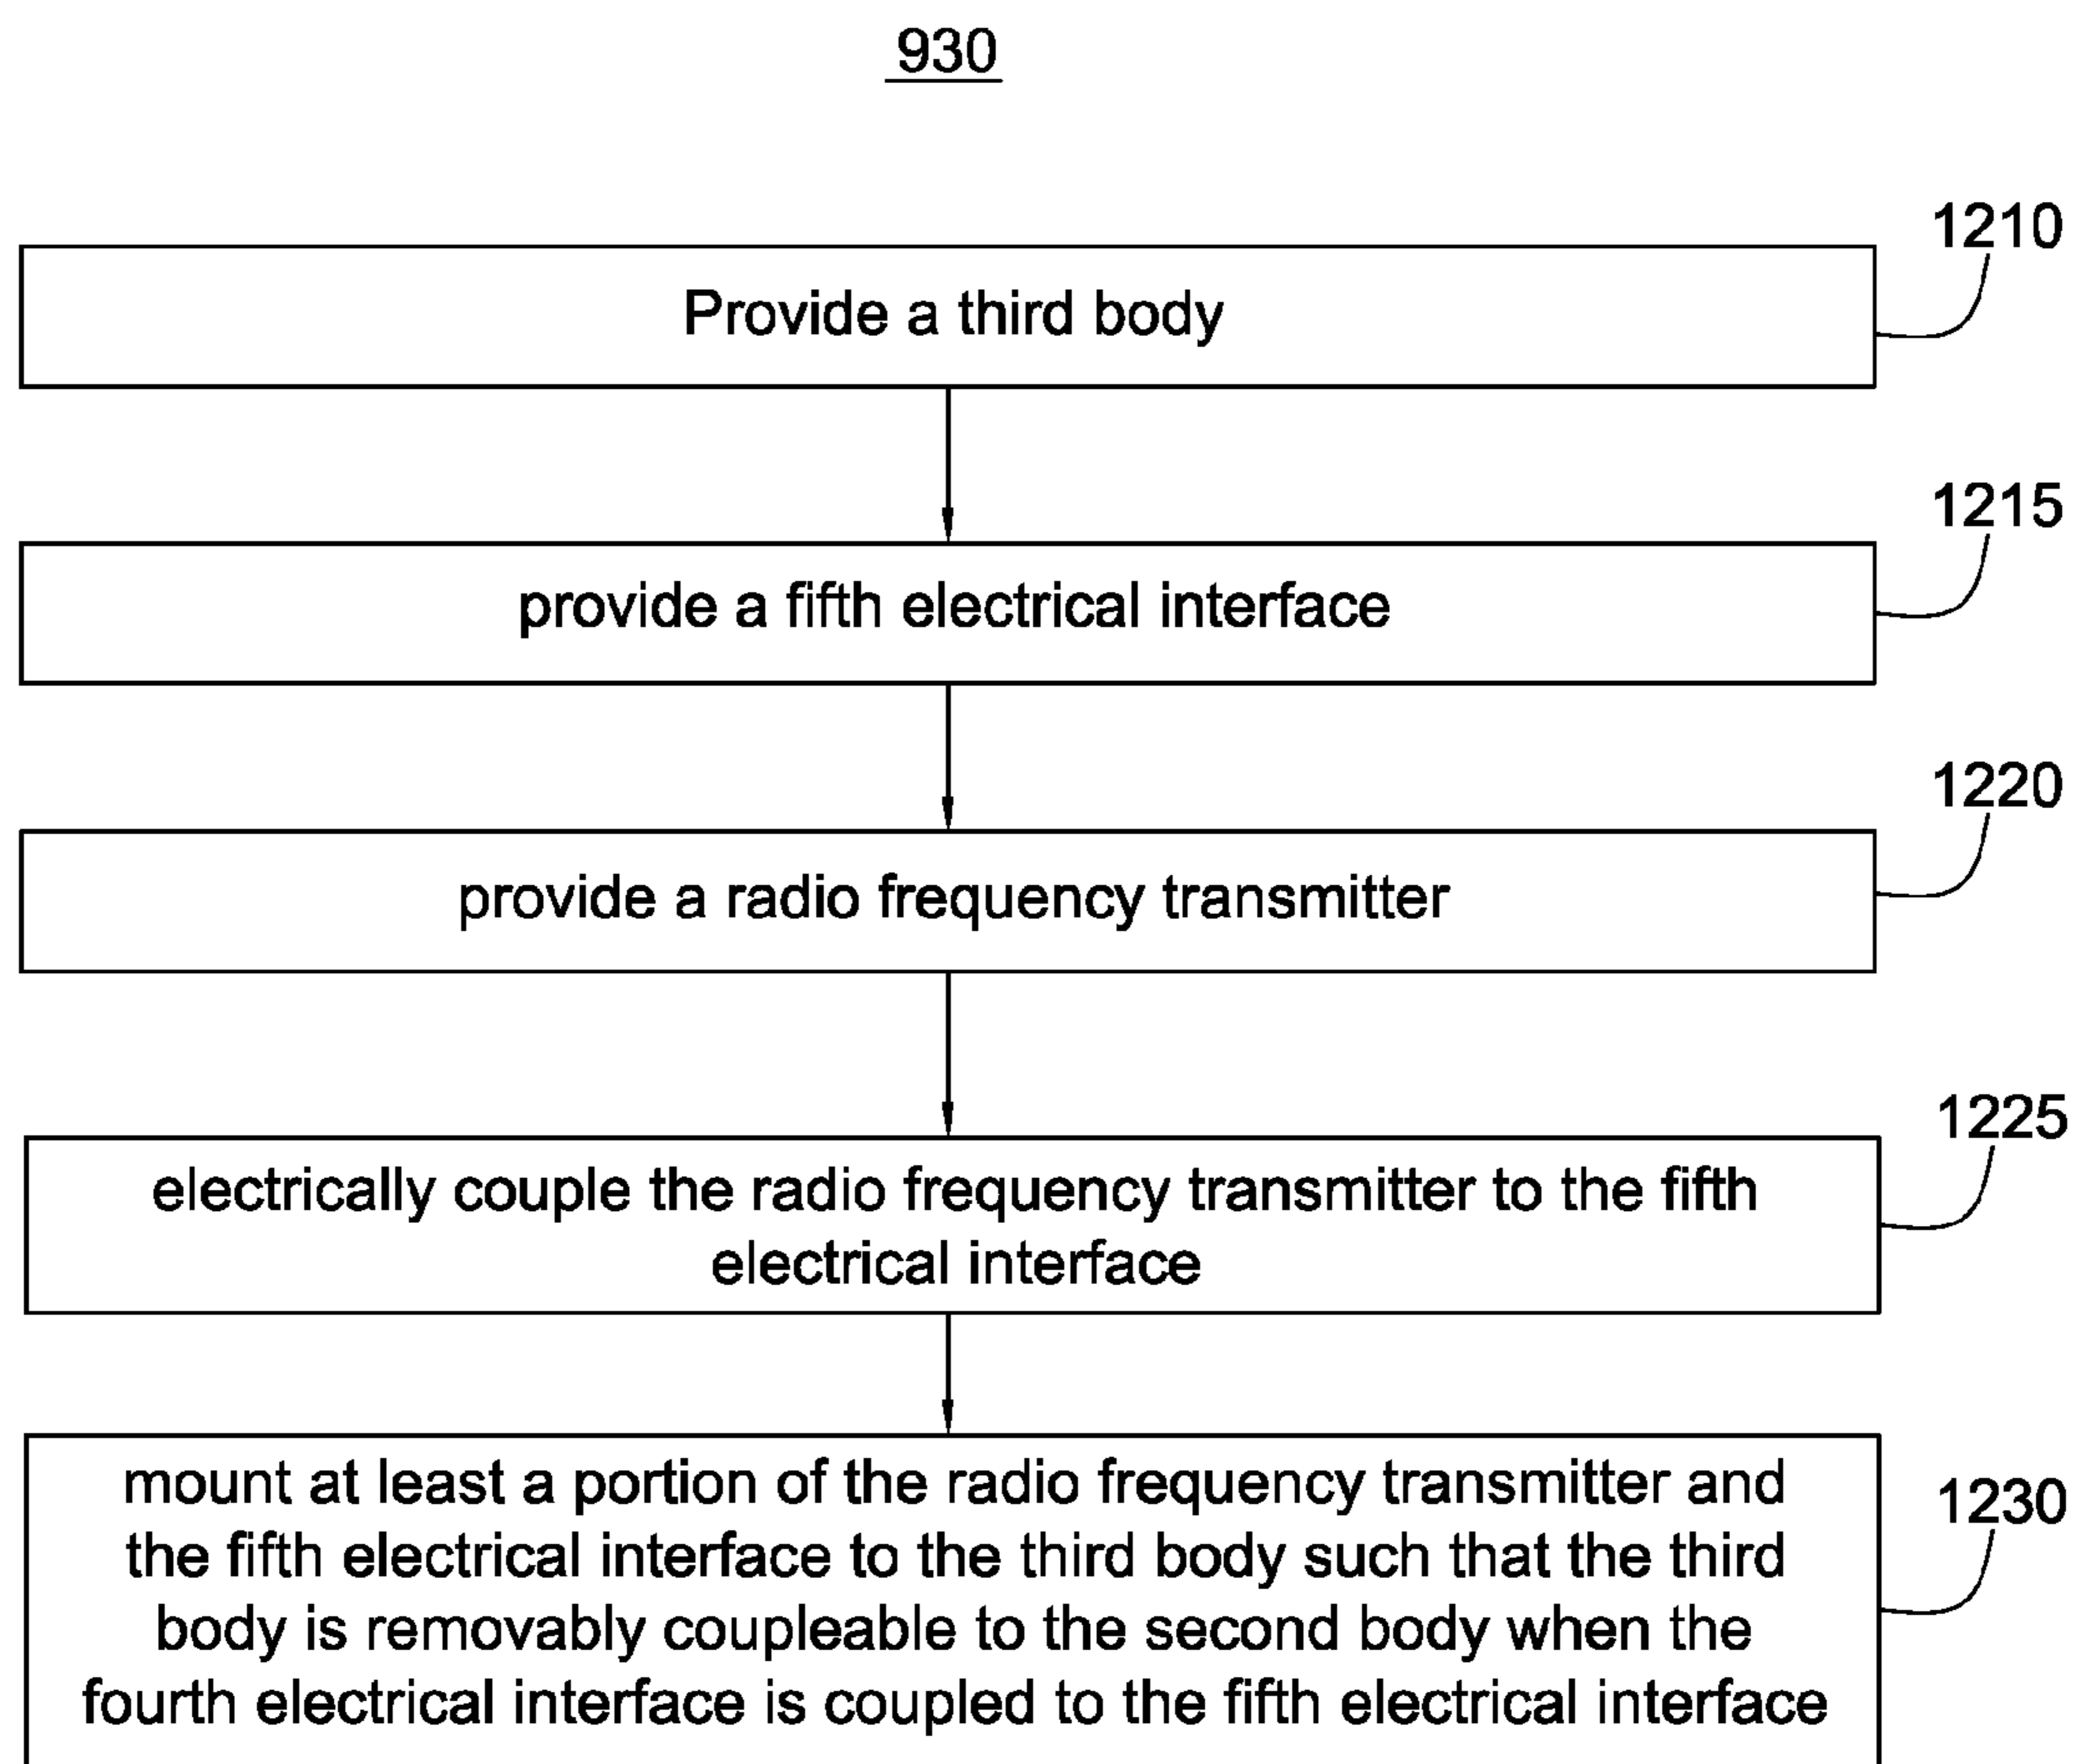 930
1210
Provide a third body
1215
provide a fifth electrical interface
1220
provide a radio frequency transmitter
1225
electrically couple the radio frequency transmitter to the fifth
electrical interface
1230
mount at least a portion of the radio frequency transmitter and
the fifth electrical interface to the third body such that the third
body is removably coupleable to the second body when the
fourth electrical interface is coupled to the fifth electrical interface